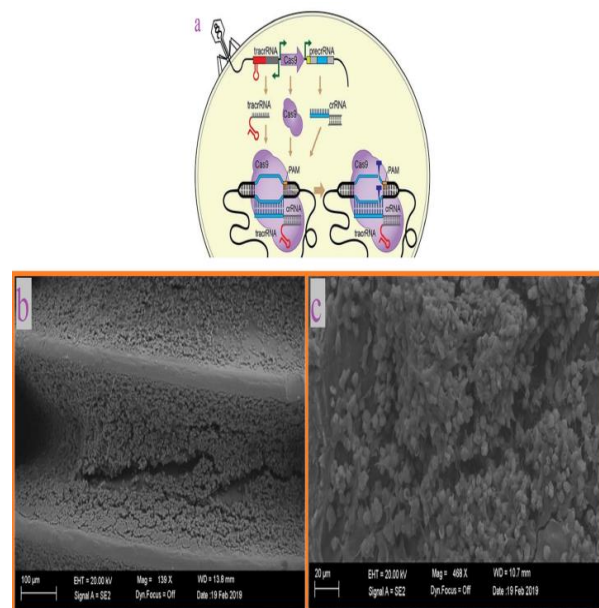 a
tracrRNA Cas9 precrRNA
tracrRNA Cas9 crRNA
Cas9 PAM crRNA tracrRNA
Cas9 PAM crRNA tracrRNA
b
100 µm EHT = 20.00 kV Mag = 139 X WD = 13.8 mm
Signal A = SE2 Dyn.Focus = Off Date :19 Feb 2019
c
20 µm EHT = 20.00 kV Mag = 468 X WD = 10.7 mm
Signal A = SE2 Dyn.Focus = Off Date :19 Feb 2019